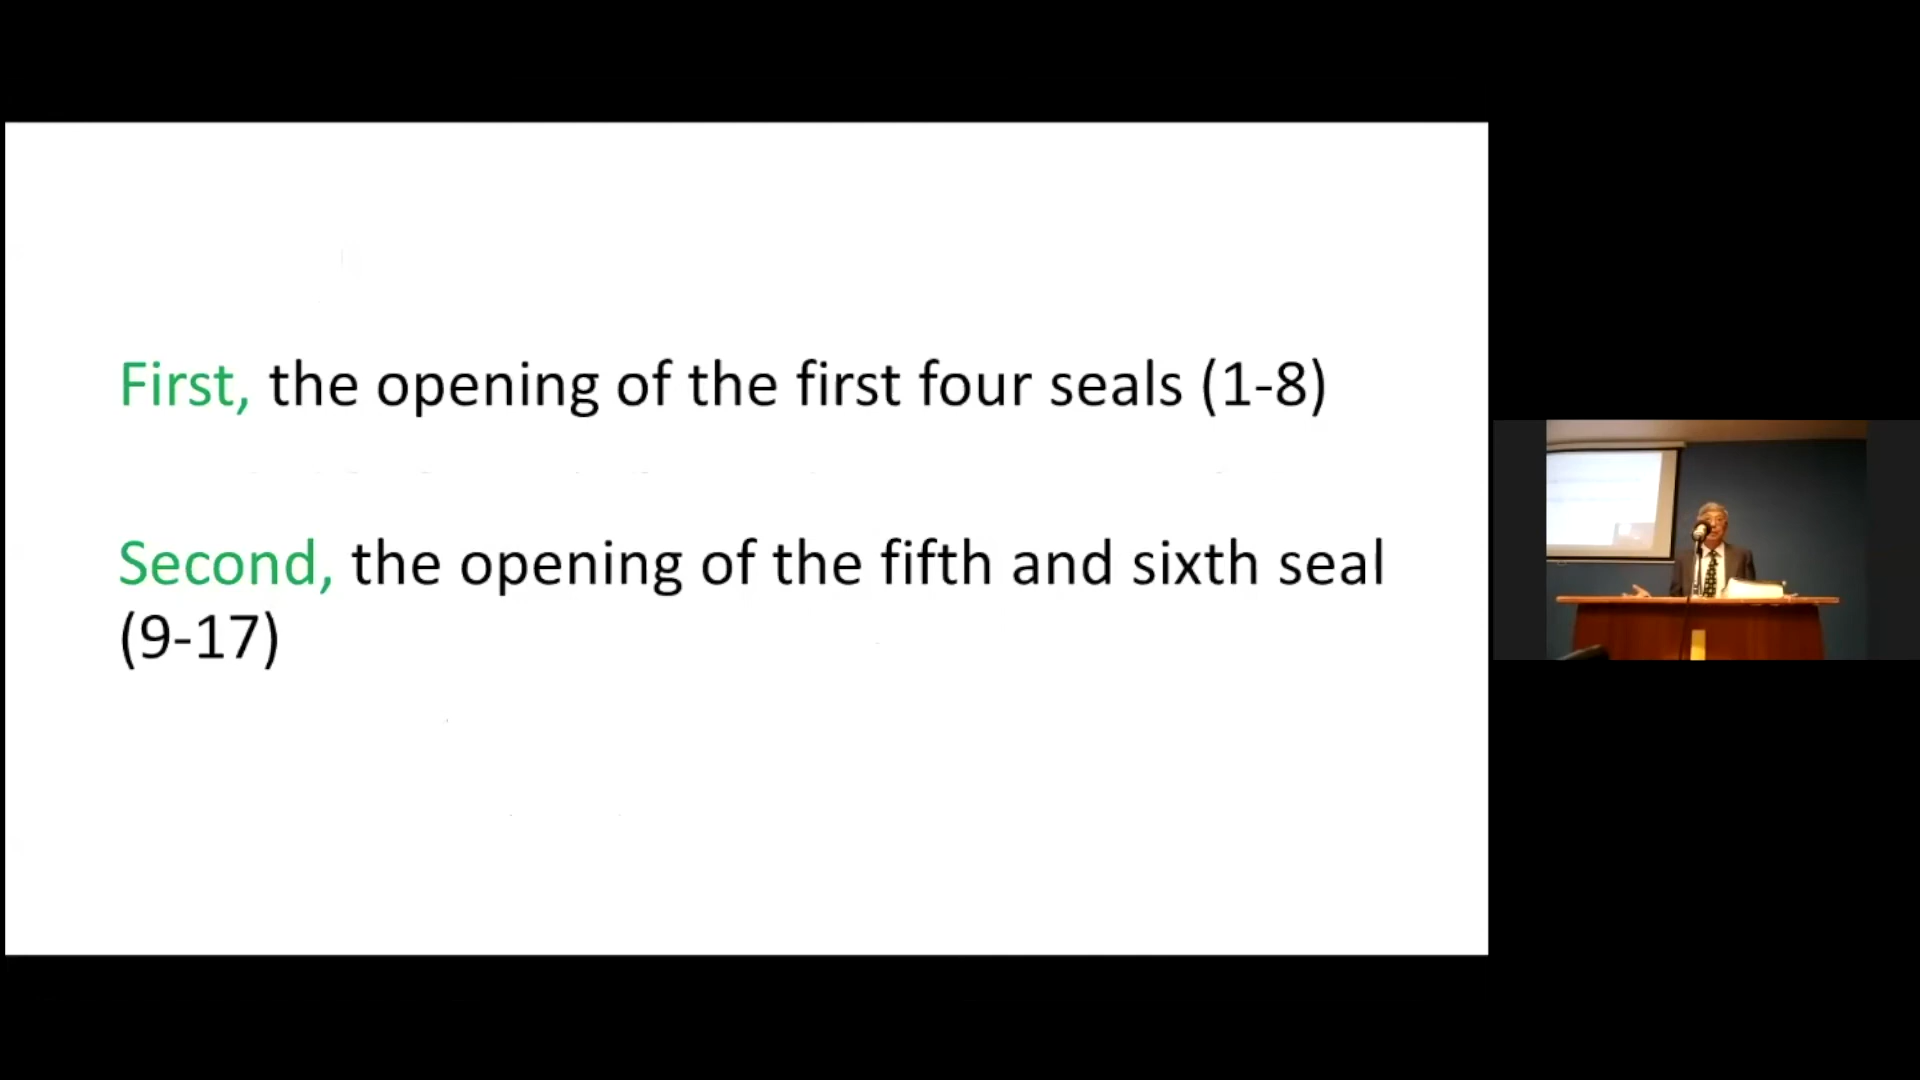 First, the opening of the first four seals (1-8)
Second, the opening of the fifth and sixth seal
(9-17)